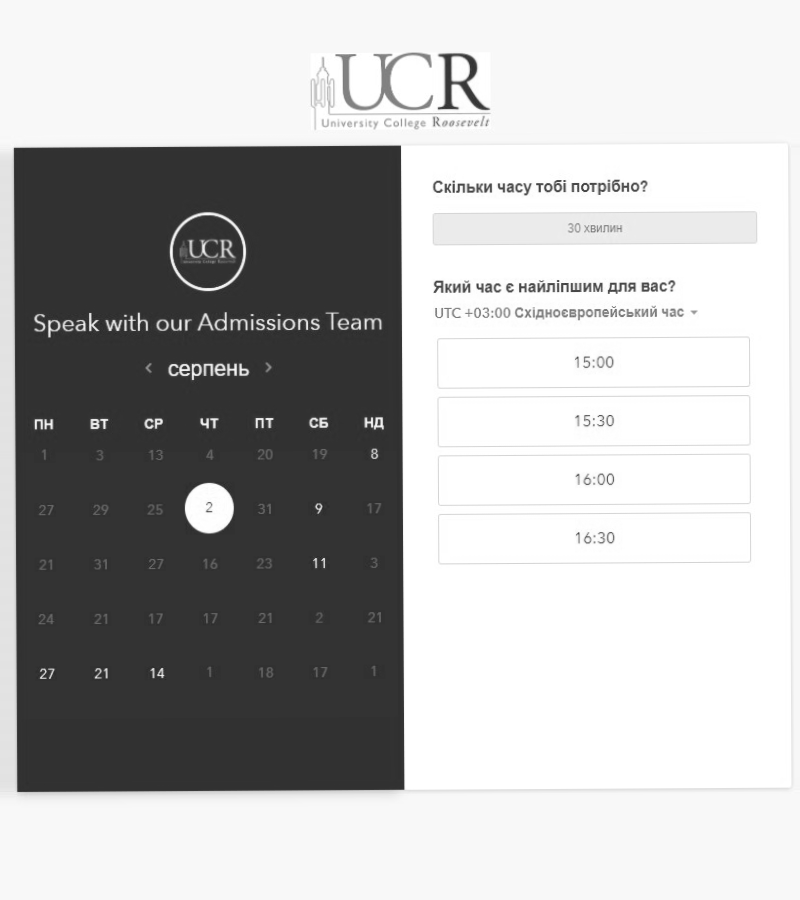 UCR
University College Roosevelt
UCR
Speak with our Admissions Team
серпень
ПН ВТ СР ЧТ ПТ СБ НД
1 3 13 4 20 19 8
27 29 25 2 31 9 17
21 31 27 16 23 11 3
24 21 17 17 21 2 21
27 21 14 1 18 17 1
Скільки часу тобі потрібно?
30 хвилин
Який час є найліпшим для вас?
UTC +03:00 Східноєвропейський час
15:00
15:30
16:00
16:30